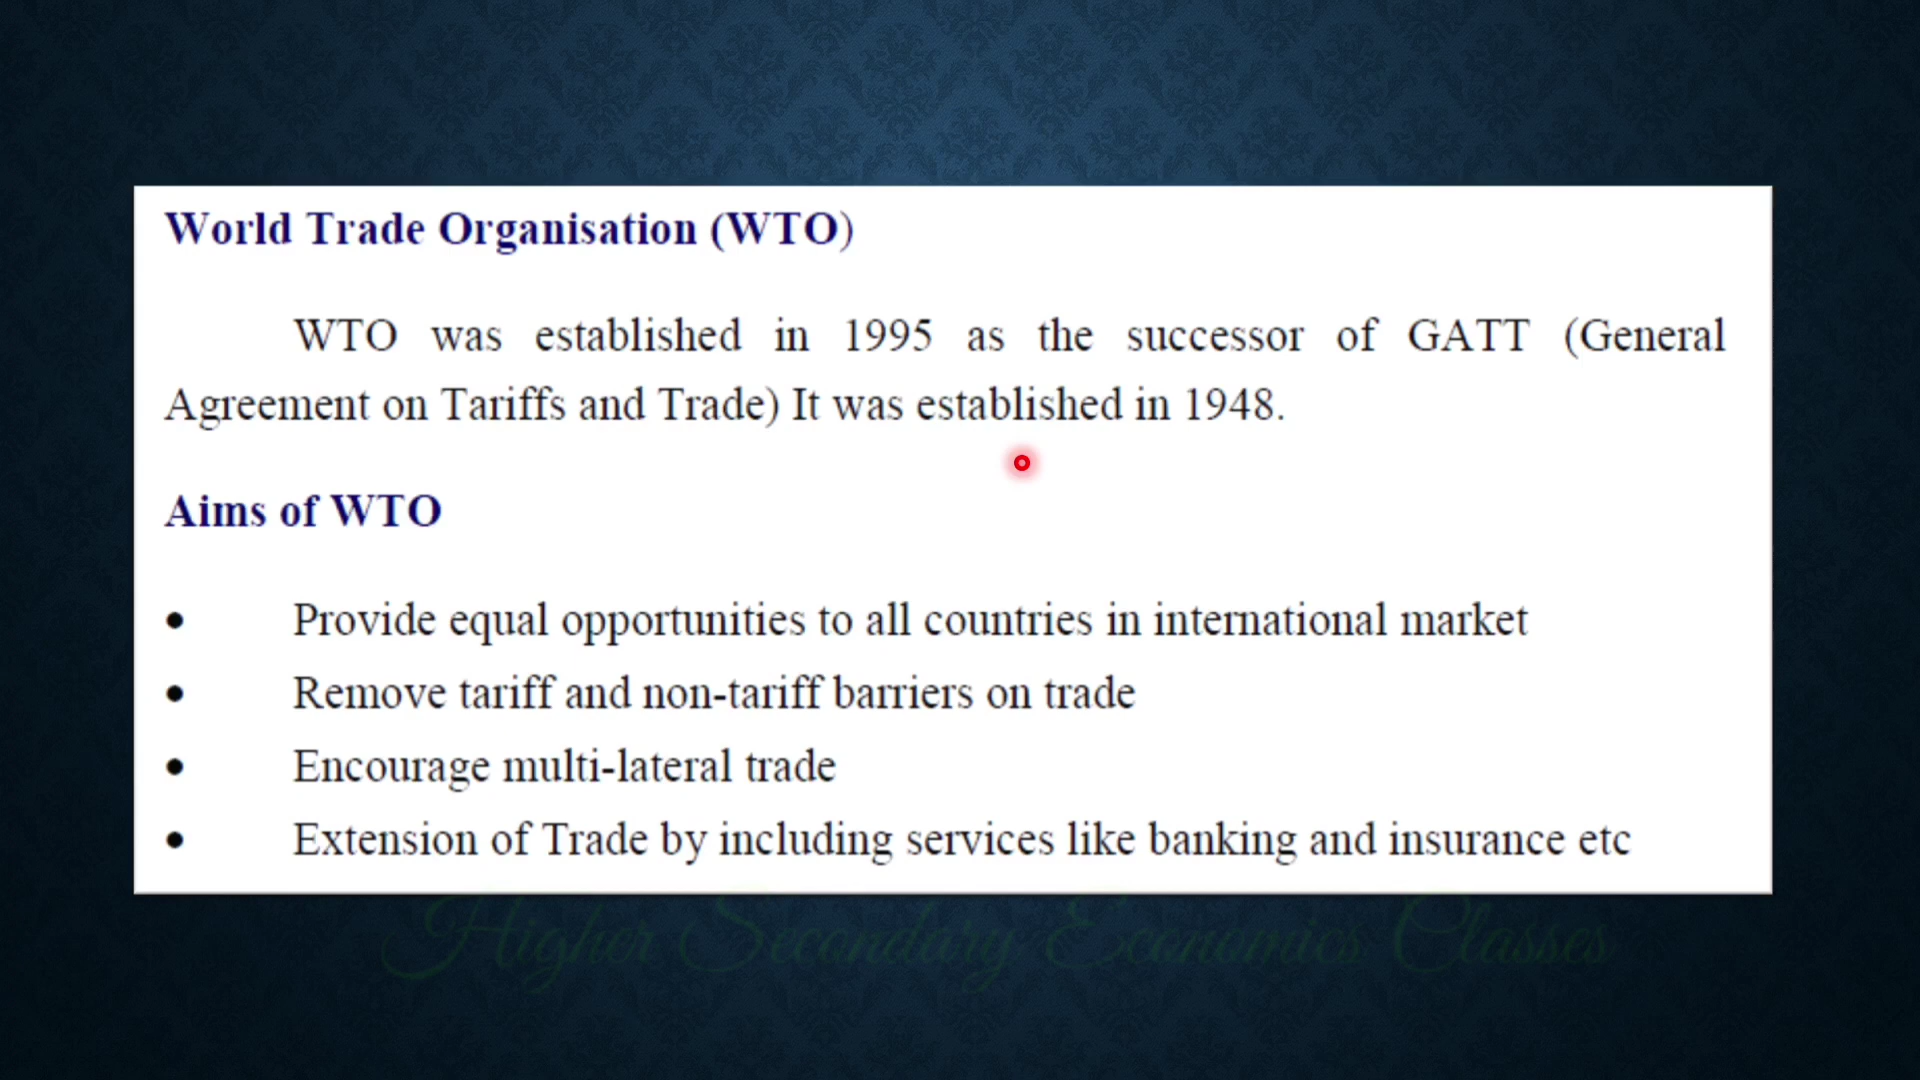 World Trade Organisation (WTO)
WTO was established in 1995 as the successor of GATT (General
Agreement on Tariffs and Trade) It was established in 1948.
Aims of WTO
• Provide equal opportunities to all countries in international market
• Remove tariff and non-tariff barriers on trade
• Encourage multi-lateral trade
• Extension of Trade by including services like banking and insurance etc
Higher Secondary Economics Classes